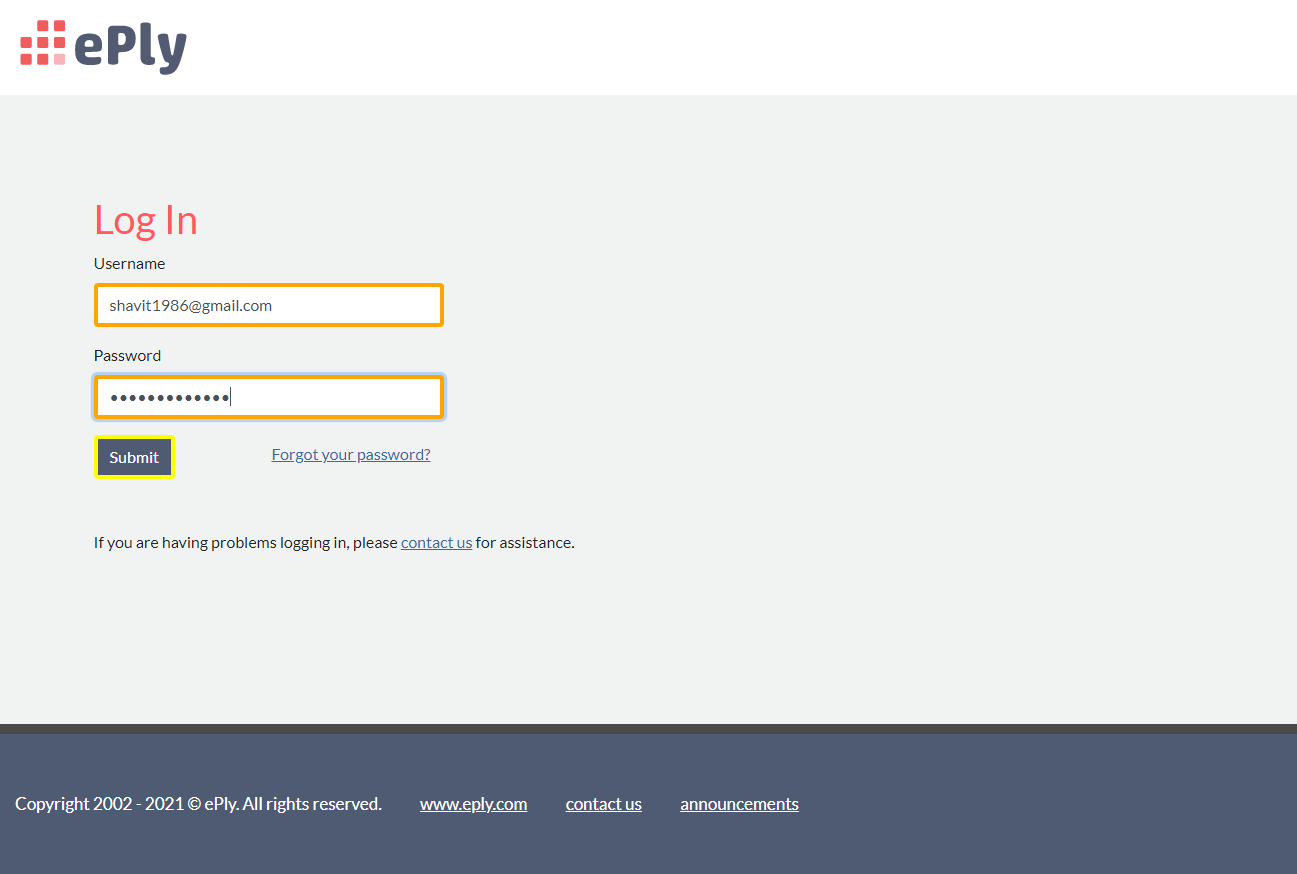 ePly
Log In
Username
shavit1986@gmail.com
Password
•••••••••••••
Submit
Forgot your password?
If you are having problems logging in, please contact us for assistance.
Copyright 2002 - 2021 © ePly. All rights reserved. www.eply.com contact us announcements